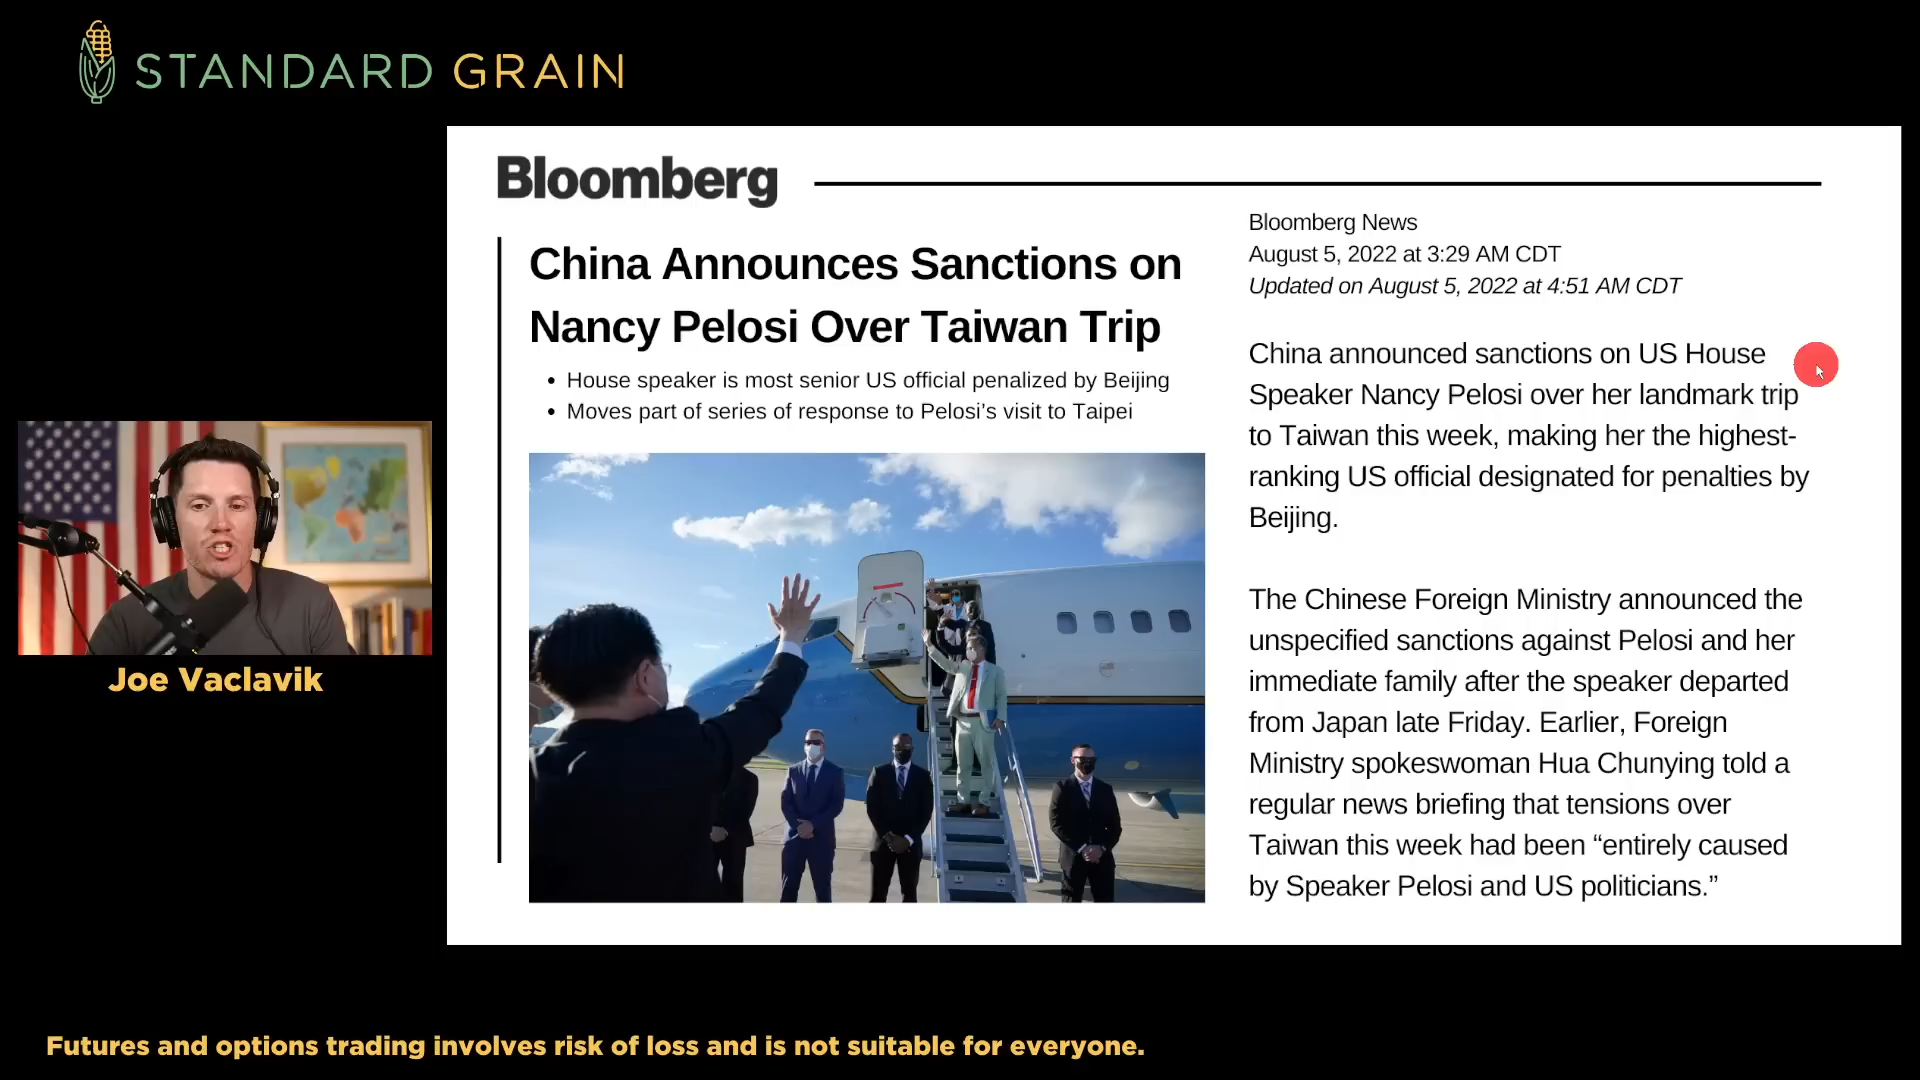 STANDARD GRAIN
Bloomberg
China Announces Sanctions on
Nancy Pelosi Over Taiwan Trip
• House speaker is most senior US official penalized by Beijing
• Moves part of series of response to Pelosi’s visit to Taipei
Bloomberg News
August 5, 2022 at 3:29 AM CDT
Updated on August 5, 2022 at 4:51 AM CDT
China announced sanctions on US House
Speaker Nancy Pelosi over her landmark trip
to Taiwan this week, making her the highest-
ranking US official designated for penalties by
Beijing.
The Chinese Foreign Ministry announced the
unspecified sanctions against Pelosi and her
immediate family after the speaker departed
from Japan late Friday. Earlier, Foreign
Ministry spokeswoman Hua Chunying told a
regular news briefing that tensions over
Taiwan this week had been “entirely caused
by Speaker Pelosi and US politicians.”
Joe Vaclavik
Futures and options trading involves risk of loss and is not suitable for everyone.